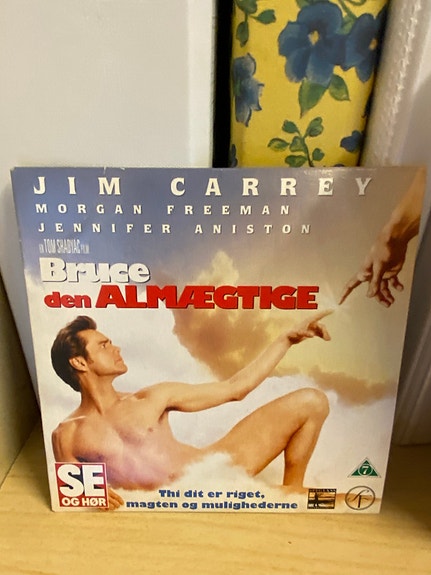 JIM CARREY
MORGAN FREEMAN
JENNIFER ANISTON
EN TOM SHADYAC FILM
Bruce
den ALMÆGTIGE
SE
OG HØR
7
Thi dit er riget,
magten og mulighederne